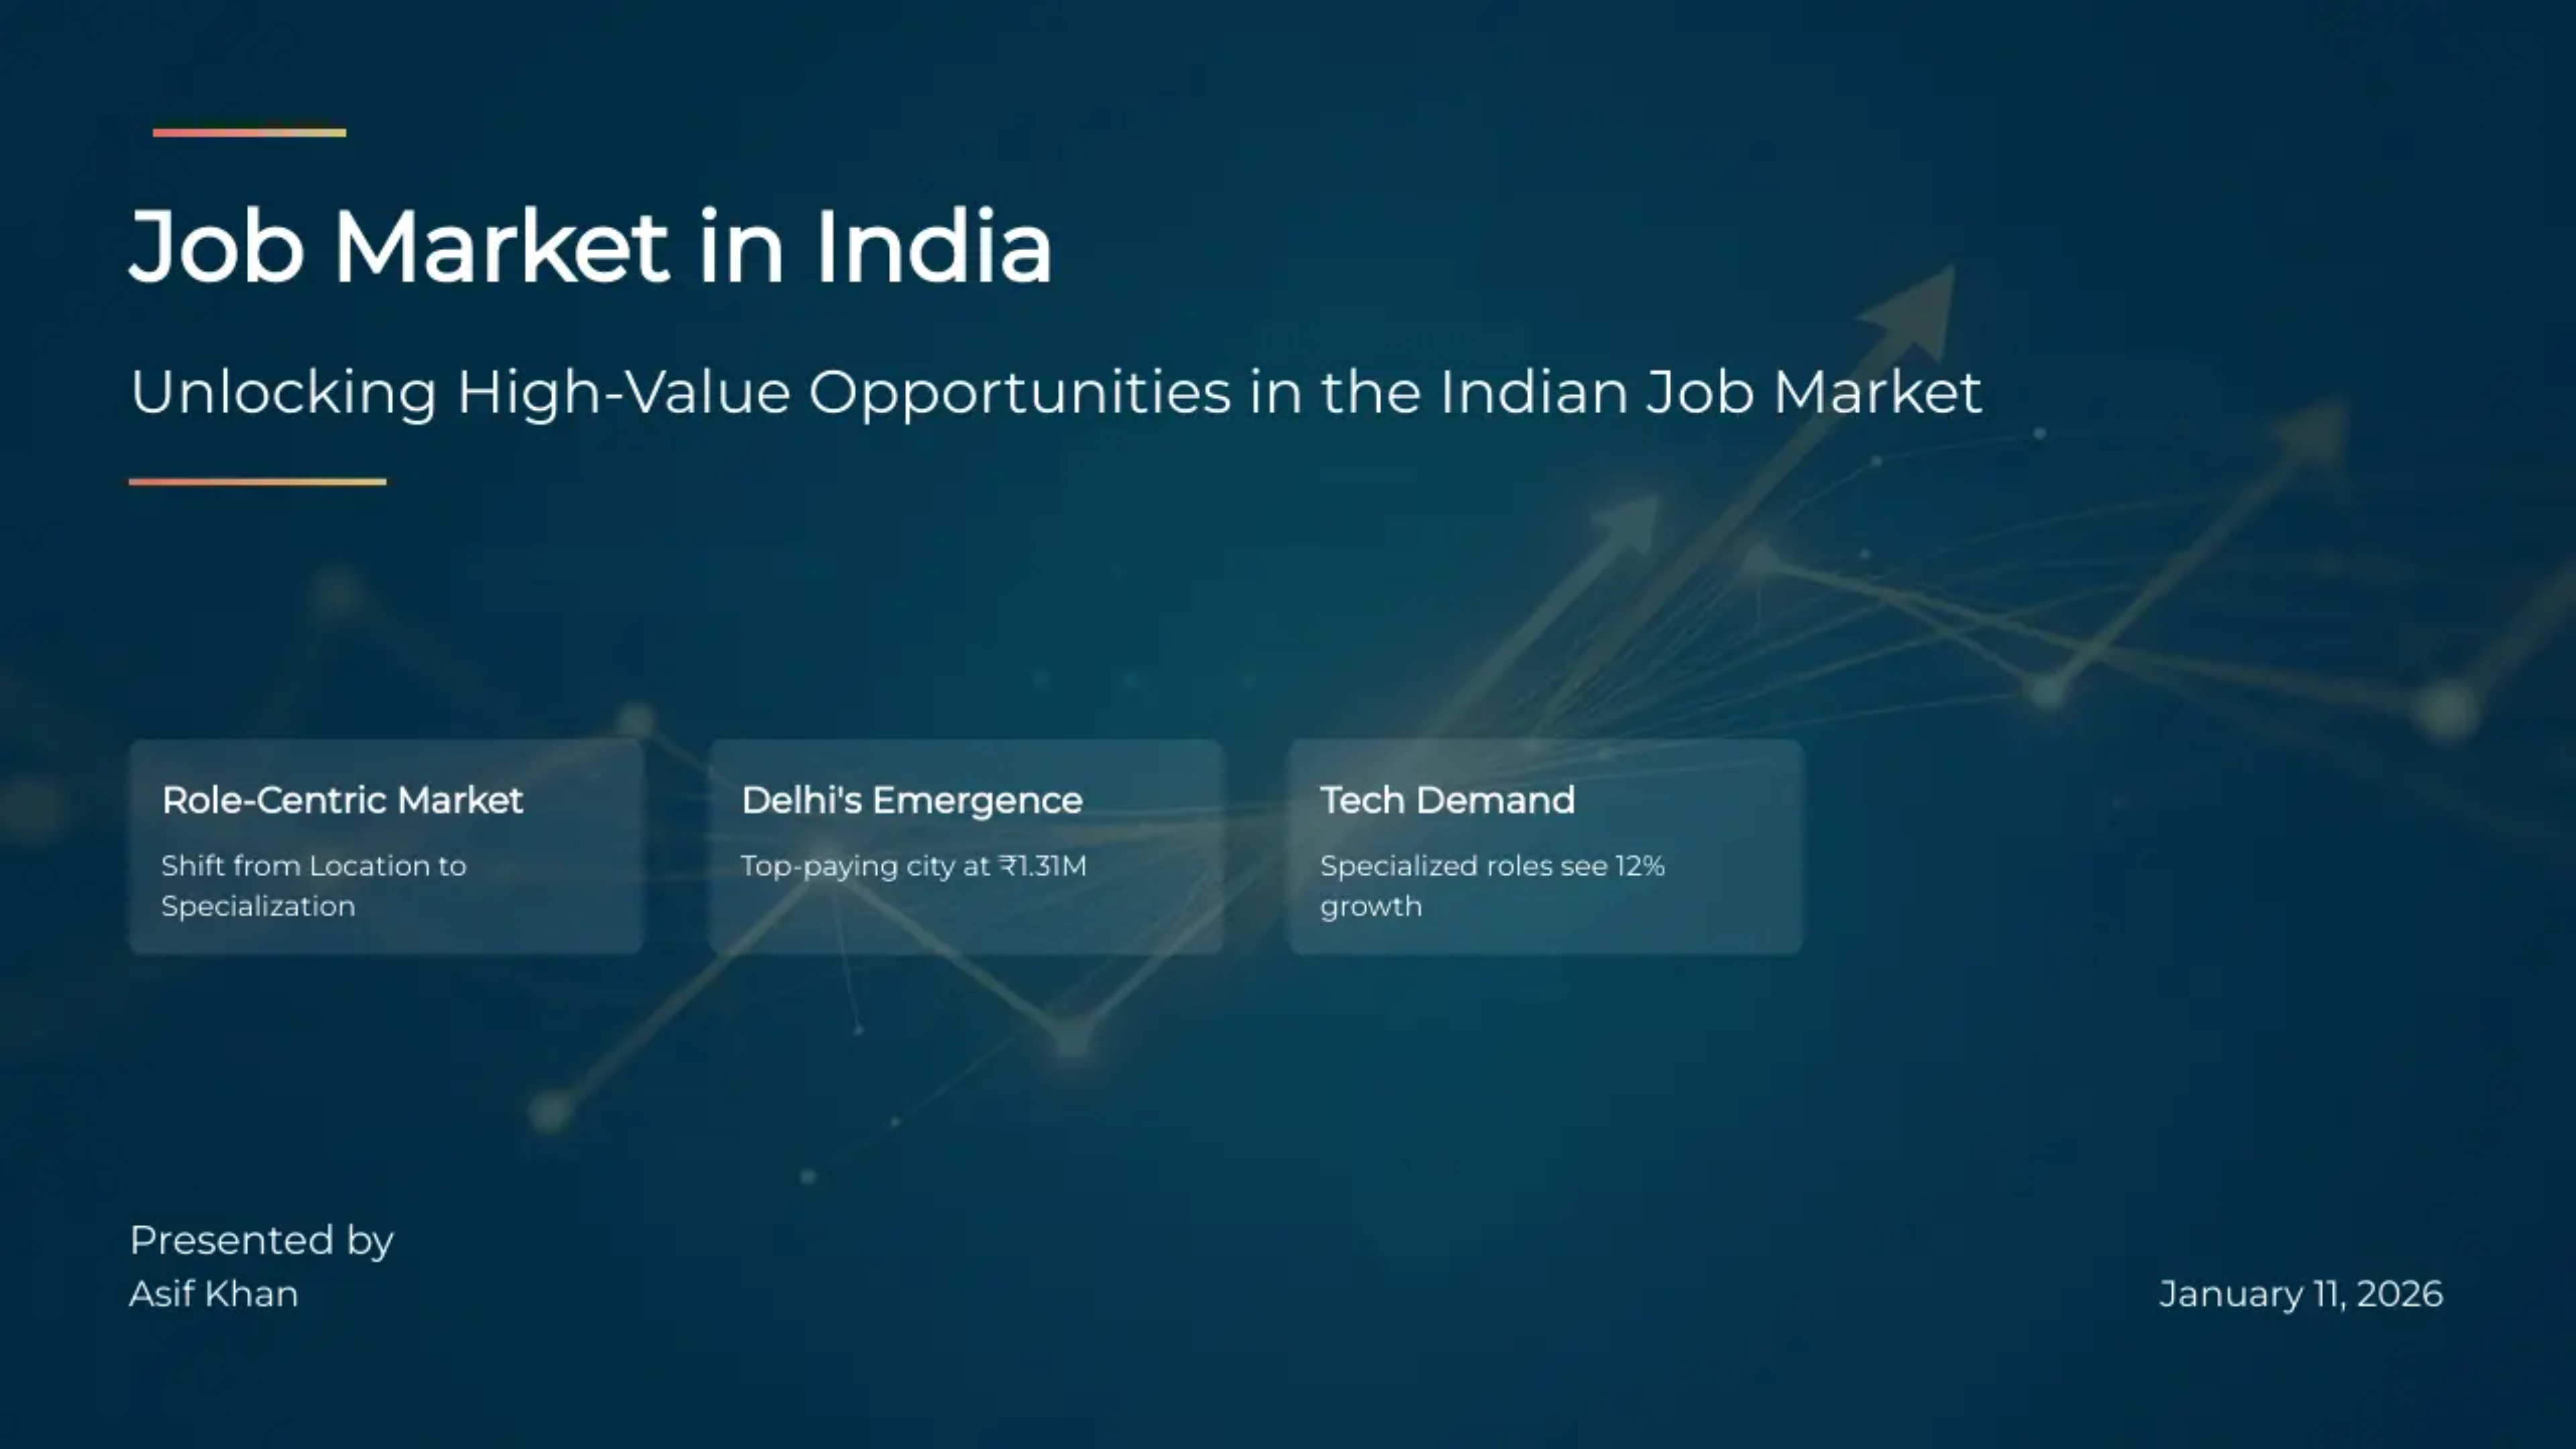 Job Market in India
Unlocking High-Value Opportunities in the Indian Job Market
Role-Centric Market
Shift from Location to
Specialization
Delhi's Emergence
Top-paying city at ₹1.31M
Tech Demand
Specialized roles see 12%
growth
Presented by
Asif Khan
January 11, 2026